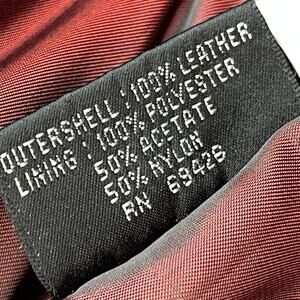 OUTERSHELL : 100% LEATHER
LINING : 100% POLYESTER
50% ACETATE
50% NYLON
RN 69426